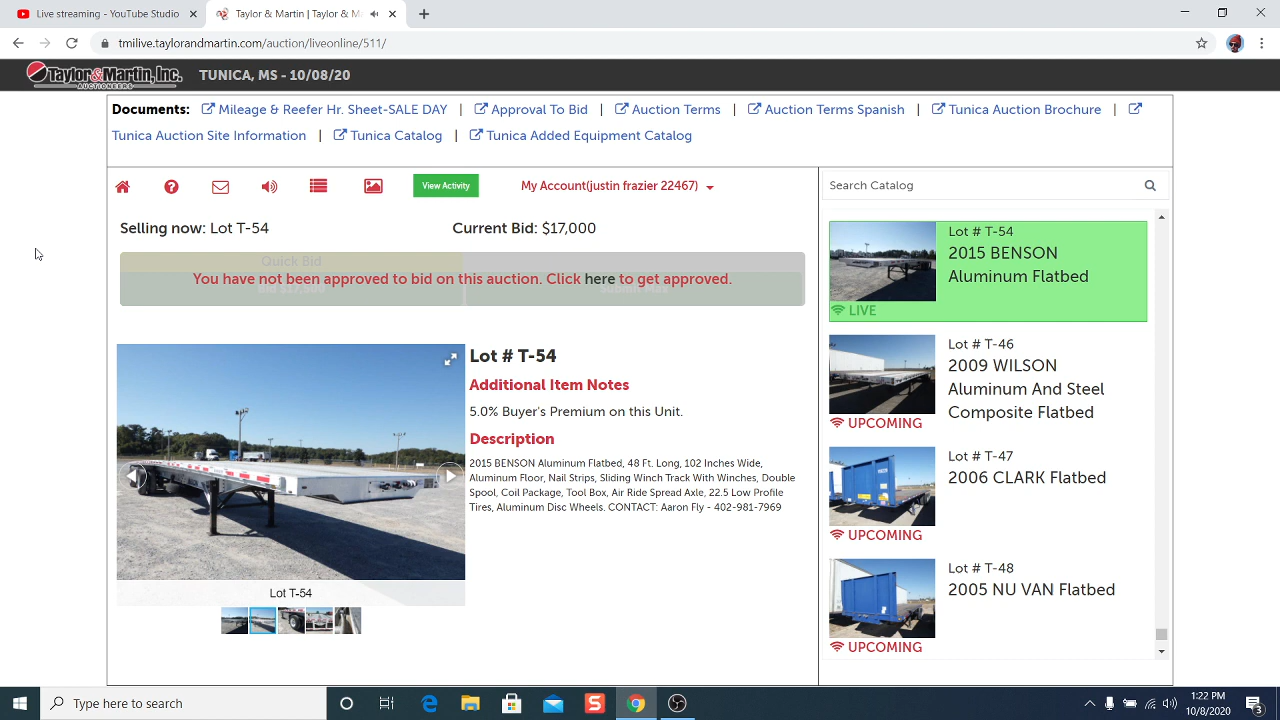 Live streaming - YouTube Studio
Taylor & Martin | Taylor & M
tmlive.taylorandmartin.com/auction/liveonline/511/
Taylor & Martin, Inc.
AUCTIONEERS
TUNICA, MS - 10/08/20
Documents: Mileage & Reefer Hr. Sheet-SALE DAY | Approval To Bid | Auction Terms | Auction Terms Spanish | Tunica Auction Brochure |
Tunica Auction Site Information | Tunica Catalog | Tunica Added Equipment Catalog
View Activity
My Account(justin frazier 22467)
Selling now: Lot T-54
Current Bid: $17,000
Quick Bid
You have not been approved to bid on this auction. Click here to get approved.
Lot # T-54
Additional Item Notes
5.0% Buyer's Premium on this Unit.
Description
2015 BENSON Aluminum Flatbed, 48 Ft. Long, 102 Inches Wide,
Aluminum Floor, Nail Strips, Sliding Winch Track With Winches, Double
Spool, Coil Package, Tool Box, Air Ride Spread Axle, 22.5 Low Profile
Tires, Aluminum Disc Wheels. CONTACT: Aaron Fly - 402-981-7969
Lot T-54
Search Catalog
Lot # T-54
2015 BENSON
Aluminum Flatbed
LIVE
Lot # T-46
2009 WILSON
Aluminum And Steel
Composite Flatbed
UPCOMING
Lot # T-47
2006 CLARK Flatbed
UPCOMING
Lot # T-48
2005 NU VAN Flatbed
UPCOMING
Type here to search
1:22 PM
10/8/2020
3